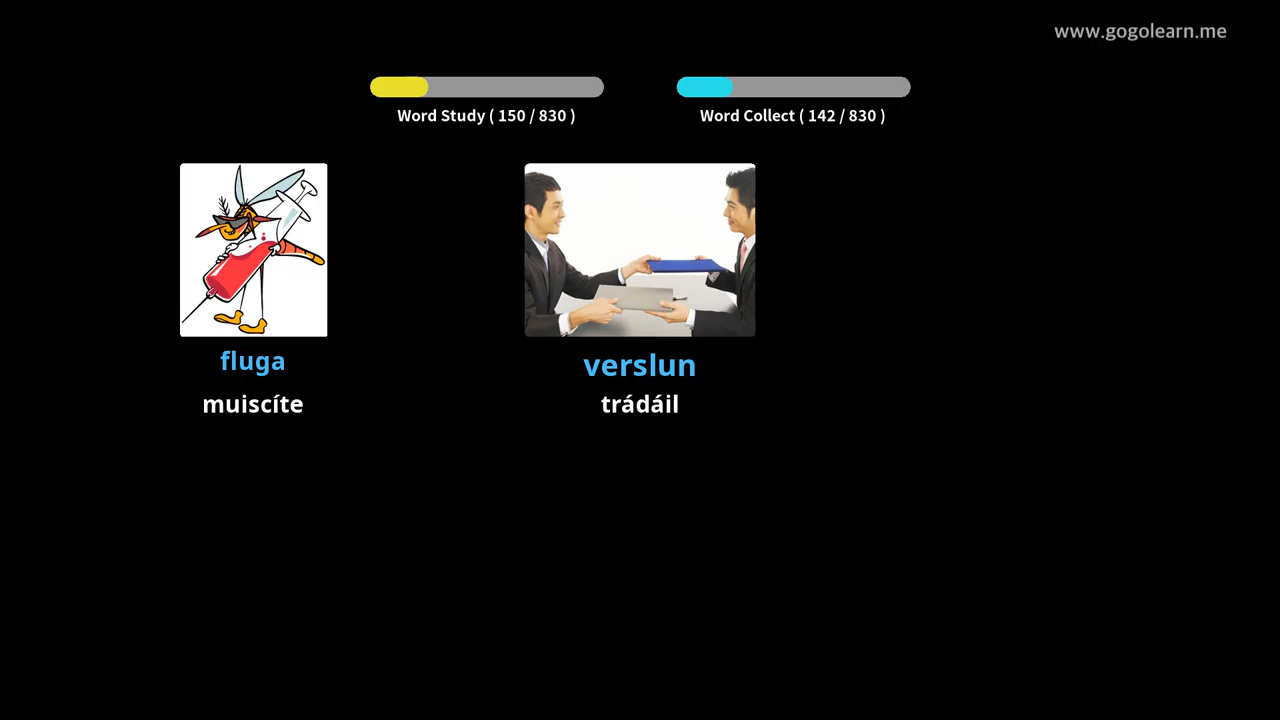 www.gogolearn.me
Word Study ( 150 / 830 )
Word Collect ( 142 / 830 )
fluga
muiscíte
verslun
trádáil